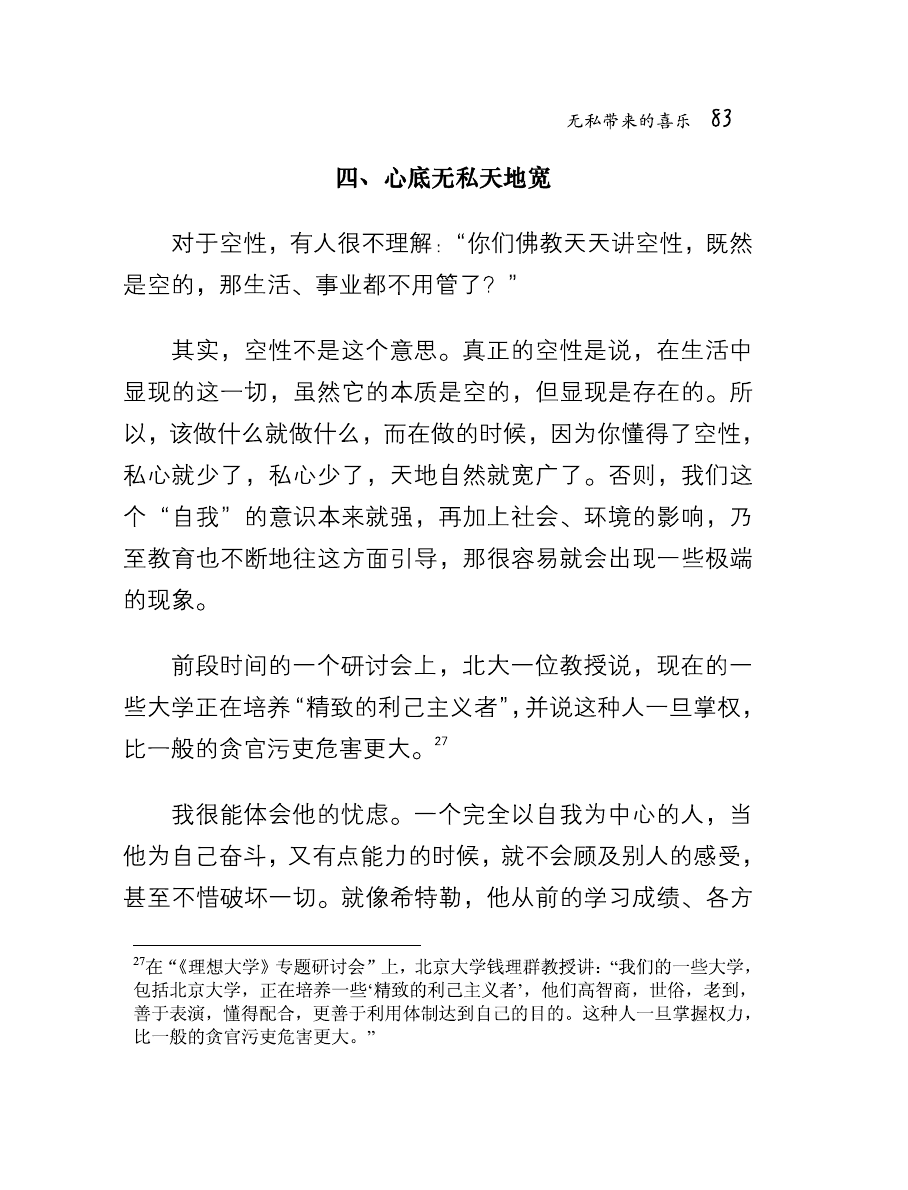 无私带来的喜乐 83
四、心底无私天地宽
对于空性，有人很不理解：“你们佛教天天讲空性，既然
是空的，那生活、事业都不用管了？”
其实，空性不是这个意思。真正的空性是说，在生活中
显现的这一切，虽然它的本质是空的，但显现是存在的。所
以，该做什么就做什么，而在做的时候，因为你懂得了空性，
私心就少了，私心少了，天地自然就宽广了。否则，我们这
个“自我”的意识本来就强，再加上社会、环境的影响，乃
至教育也不断地往这方面引导，那很容易就会出现一些极端
的现象。
前段时间的一个研讨会上，北大一位教授说，现在的一
些大学正在培养“精致的利己主义者”，并说这种人一旦掌权，
比一般的贪官污吏危害更大。27
我很能体会他的忧虑。一个完全以自我为中心的人，当
他为自己奋斗，又有点能力的时候，就不会顾及别人的感受，
甚至不惜破坏一切。就像希特勒，他从前的学习成绩、各方
27在“《理想大学》专题研讨会”上，北京大学钱理群教授讲：“我们的一些大学，
包括北京大学，正在培养一些‘精致的利己主义者’，他们高智商，世俗，老到，
善于表演，懂得配合，更善于利用体制达到自己的目的。这种人一旦掌握权力，
比一般的贪官污吏危害更大。”